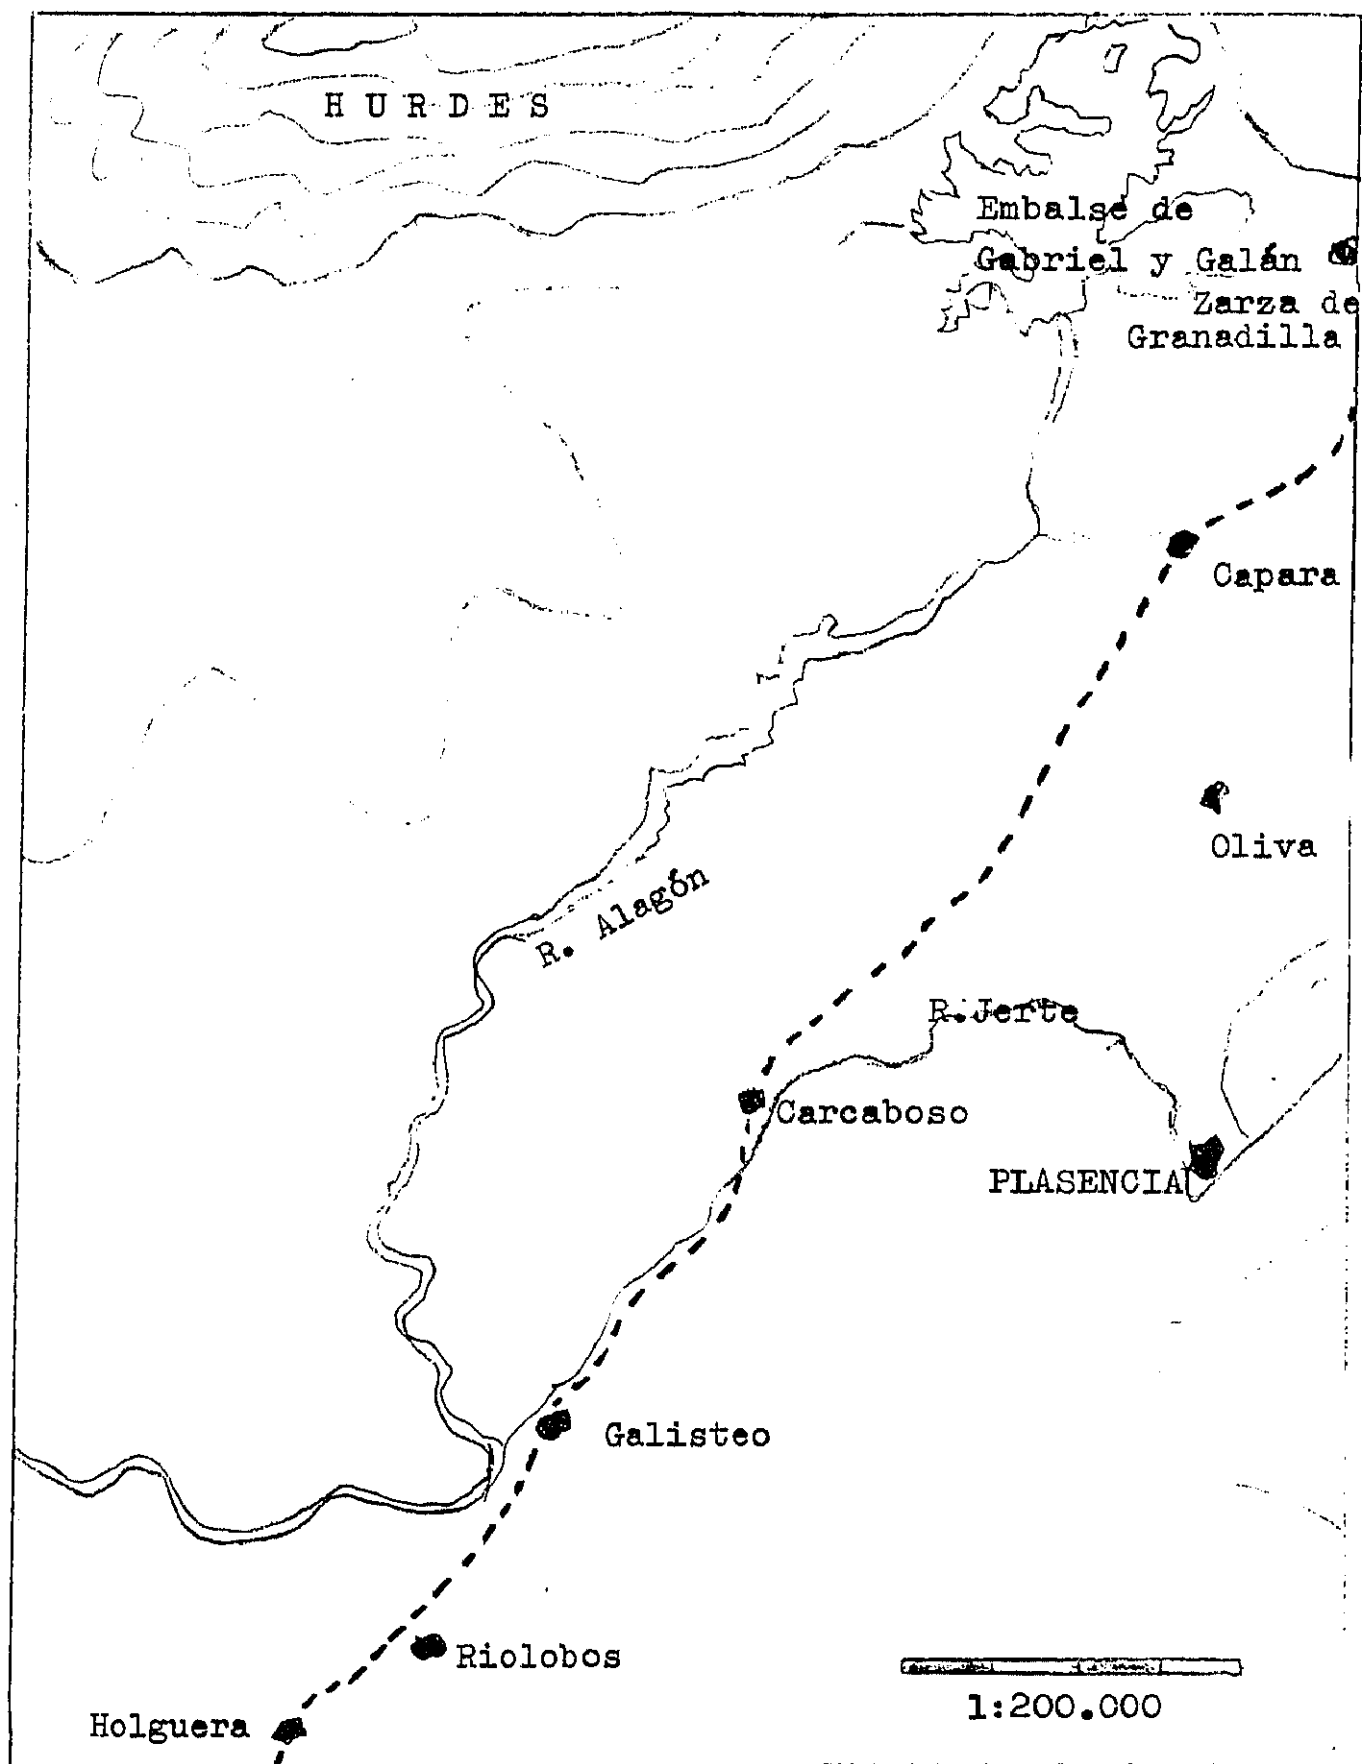 HURDES
Embalse de
Gabriel y Galán
Zarza de
Granadilla
Capara
Oliva
R. Alagón
R. Jerte
Carcaboso
PLASENCIA
Galisteo
Riolobos
1:200.000
Holguera